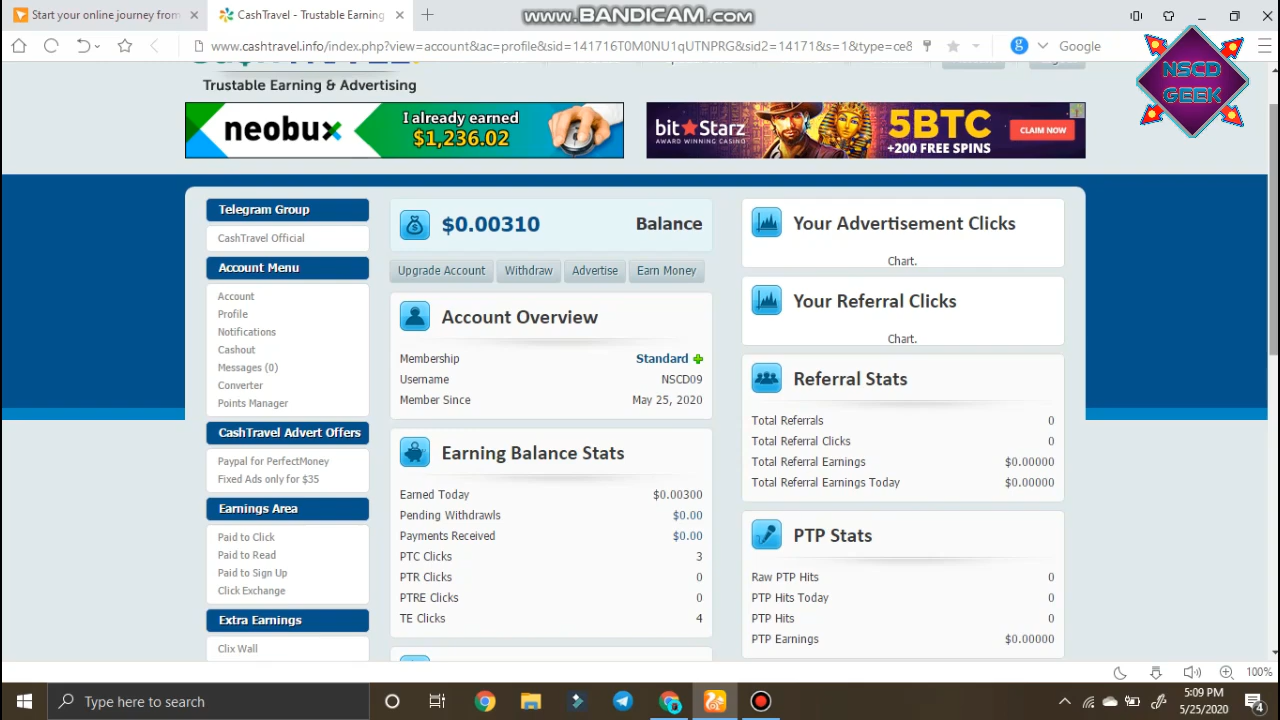 Start your online journey from
CashTravel - Trustable Earning
www.BANDICAM.com
www.cashtravel.info/index.php?view=account&ac=profile&sid=141716T0M0NU1qUTNPRG&sid2=14171&s=1&type=ce8
Google
NSCD
GEEK
Trustable Earning & Advertising
neobux
I already earned
$1,236.02
bitStarz
AWARD WINNING CASINO
5BTC
+200 FREE SPINS
CLAIM NOW
Telegram Group
CashTravel Official
Account Menu
Account
Profile
Notifications
Cashout
Messages (0)
Converter
Points Manager
CashTravel Advert Offers
Paypal for PerfectMoney
Fixed Ads only for $35
Earnings Area
Paid to Click
Paid to Read
Paid to Sign Up
Click Exchange
Extra Earnings
Clix Wall
$0.00310 Balance
Upgrade Account Withdraw Advertise Earn Money
Account Overview
Membership Standard
Username NSCD09
Member Since May 25, 2020
Earning Balance Stats
Earned Today $0.00300
Pending Withdrawls $0.00
Payments Received $0.00
PTC Clicks 3
PTR Clicks 0
PTRE Clicks 0
TE Clicks 4
Your Advertisement Clicks
Chart.
Your Referral Clicks
Chart.
Referral Stats
Total Referrals 0
Total Referral Clicks 0
Total Referral Earnings $0.00000
Total Referral Earnings Today $0.00000
PTP Stats
Raw PTP Hits 0
PTP Hits Today 0
PTP Hits 0
PTP Earnings $0.00000
100%
Type here to search
5:09 PM
5/25/2020
4